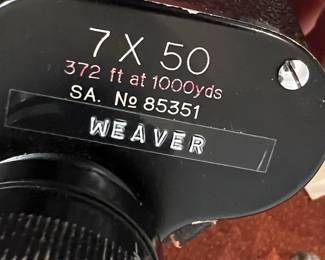 7 X 50
372 ft at 1000yds
SA. № 85351
WEAVER